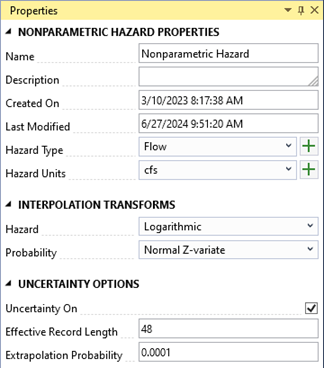 Properties
NONPARAMETRIC HAZARD PROPERTIES
Name Nonparametric Hazard
Description
Created On 3/10/2023 8:17:38 AM
Last Modified 6/27/2024 9:51:20 AM
Hazard Type Flow
Hazard Units cfs
INTERPOLATION TRANSFORMS
Hazard Logarithmic
Probability Normal Z-variate
UNCERTAINTY OPTIONS
Uncertainty On
Effective Record Length 48
Extrapolation Probability 0.0001